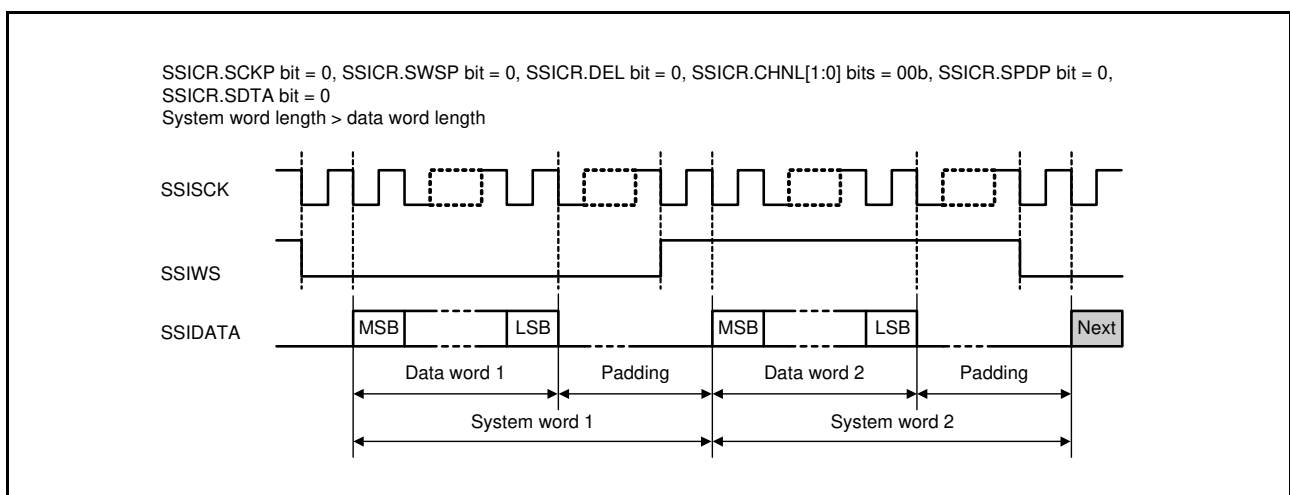 SSICR.SCKP bit = 0, SSICR.SWSP bit = 0, SSICR.DEL bit = 0, SSICR.CHNL[1:0] bits = 00b, SSICR.SPDP bit = 0,
SSICR.SDTA bit = 0
System word length > data word length
SSISCK
SSIWS
SSIDATA MSB LSB MSB LSB Next
Data word 1 Padding Data word 2 Padding
System word 1 System word 2